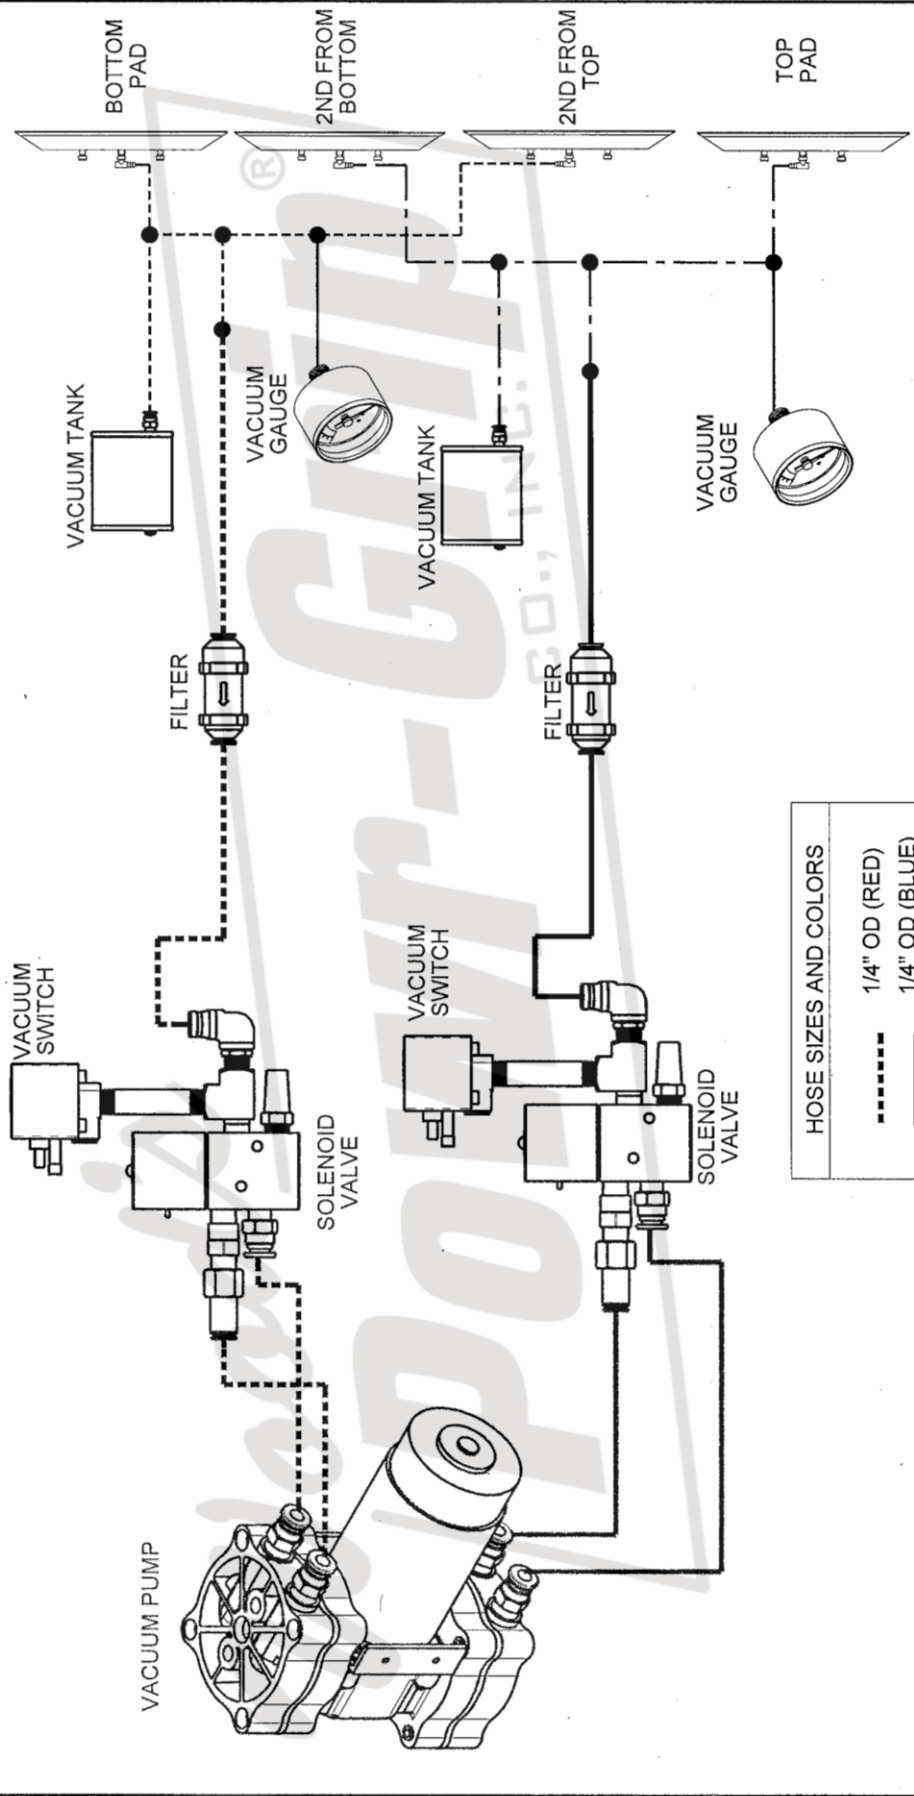 BOTTOM
PAD
2ND FROM
BOTTOM
2ND FROM
TOP
TOP
PAD
VACUUM TANK
VACUUM
GAUGE
VACUUM TANK
VACUUM
GAUGE
FILTER
FILTER
VACUUM
SWITCH
VACUUM
SWITCH
SOLENOID
VALVE
SOLENOID
VALVE
VACUUM PUMP
HOSE SIZES AND COLORS
1/4" OD (RED)
1/4" OD (BLUE)
Wood's
Powr-Grip
®
CO., INC.